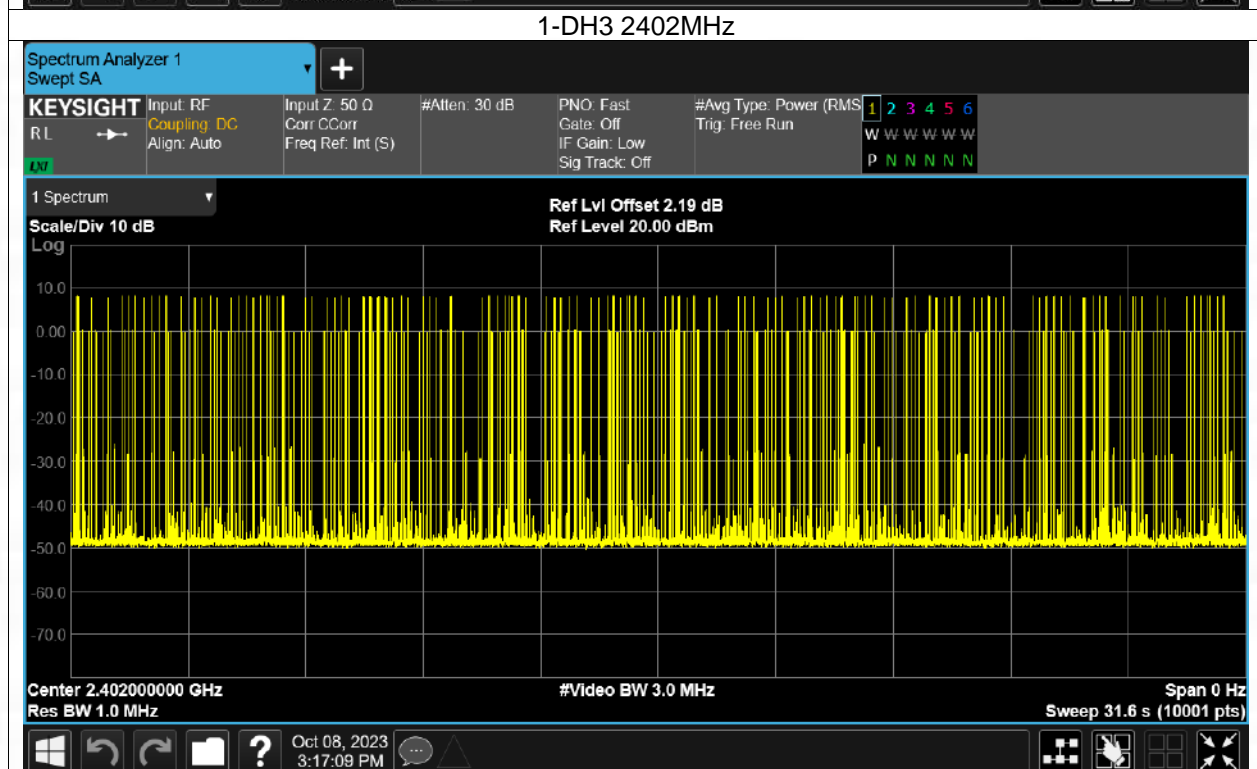 1-DH3 2402MHz
Spectrum Analyzer 1
Swept SA
KEYSIGHT
R L
LXI
Input: RF
Coupling: DC
Align: Auto
Input Z: 50 Ω
Corr CCorr
Freq Ref: Int (S)
#Atten: 30 dB
PNO: Fast
Gate: Off
IF Gain: Low
Sig Track: Off
#Avg Type: Power (RMS
Trig: Free Run
1 2 3 4 5 6
W W W W W W
P N N N N N
1 Spectrum
Scale/Div 10 dB
Ref Lvl Offset 2.19 dB
Ref Level 20.00 dBm
Log
10.0
0.00
-10.0
-20.0
-30.0
-40.0
-50.0
-60.0
-70.0
Center 2.402000000 GHz
#Video BW 3.0 MHz
Span 0 Hz
Res BW 1.0 MHz
Sweep 31.6 s (10001 pts)
?
Oct 08, 2023
3:17:09 PM